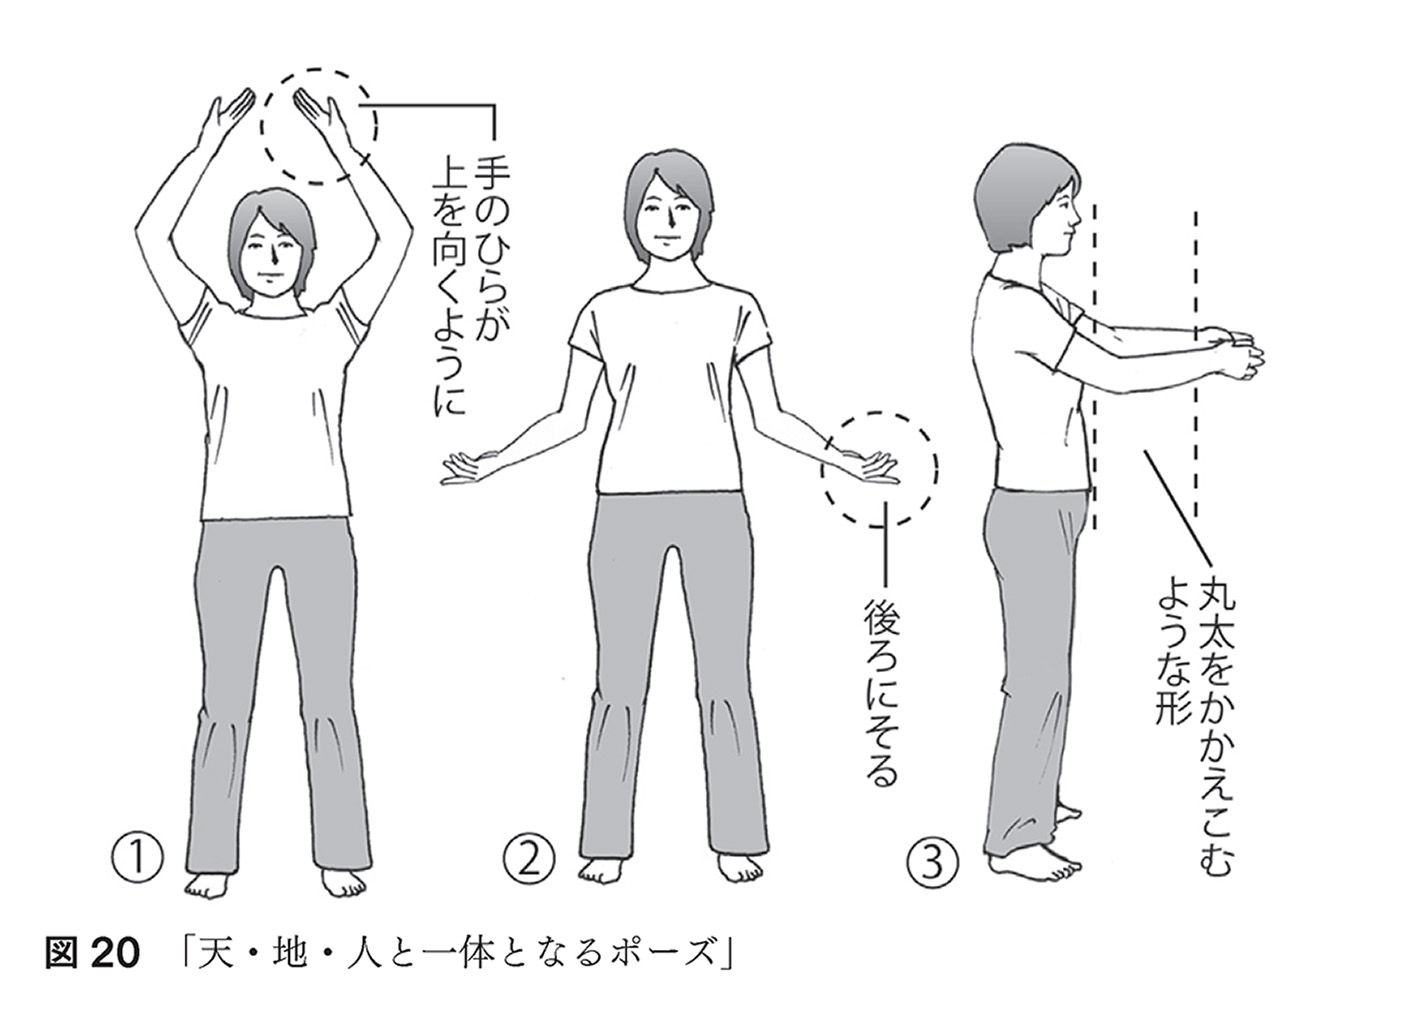 手のひらが
上を向くように
①
②
後ろにそる
③
丸太をかかえこむ
ような形
図20 「天・地・人と一体となるポーズ」